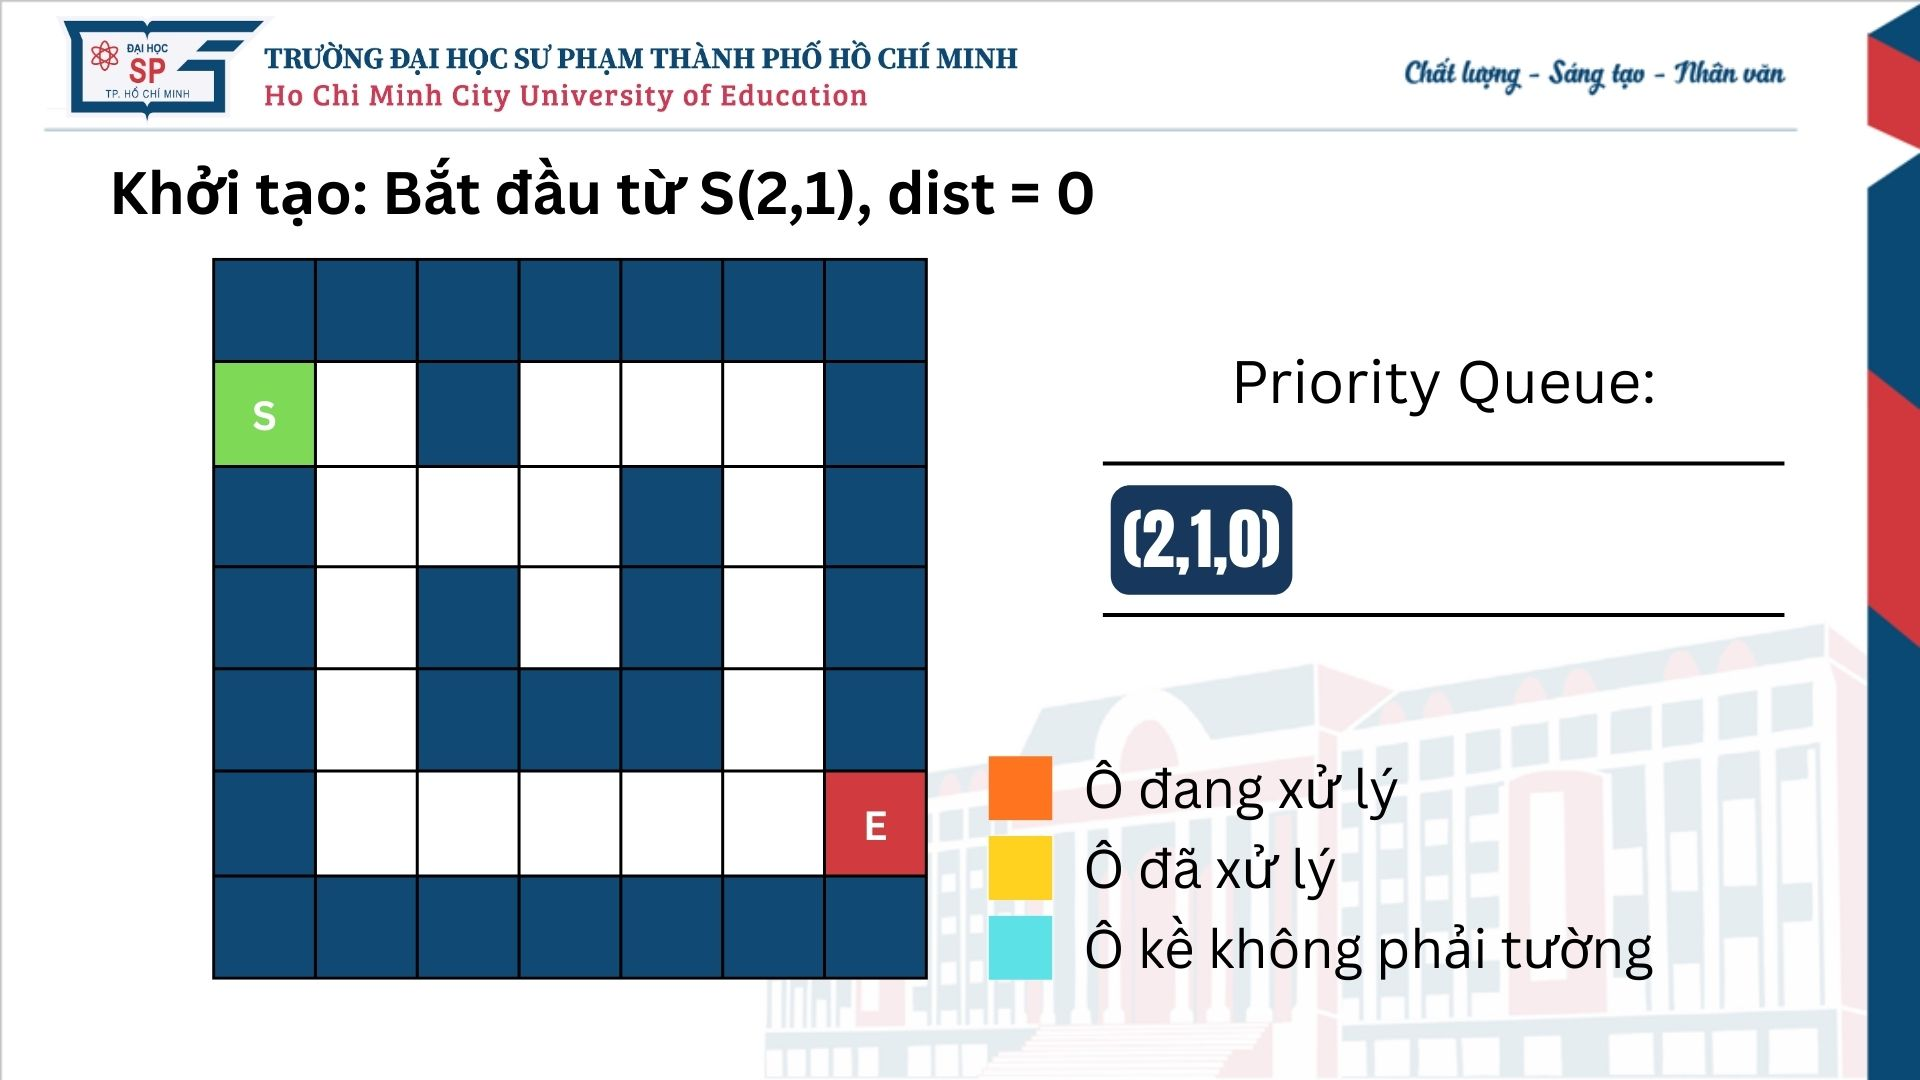 ĐẠI HỌC
SP
TP. HỒ CHÍ MINH
TRƯỜNG ĐẠI HỌC SƯ PHẠM THÀNH PHỐ HỒ CHÍ MINH
Ho Chi Minh City University of Education
Chất lượng - Sáng tạo - Nhân văn
Khởi tạo: Bắt đầu từ S(2,1), dist = 0
S
E
Priority Queue:
(2,1,0)
Ô đang xử lý
Ô đã xử lý
Ô kề không phải tường